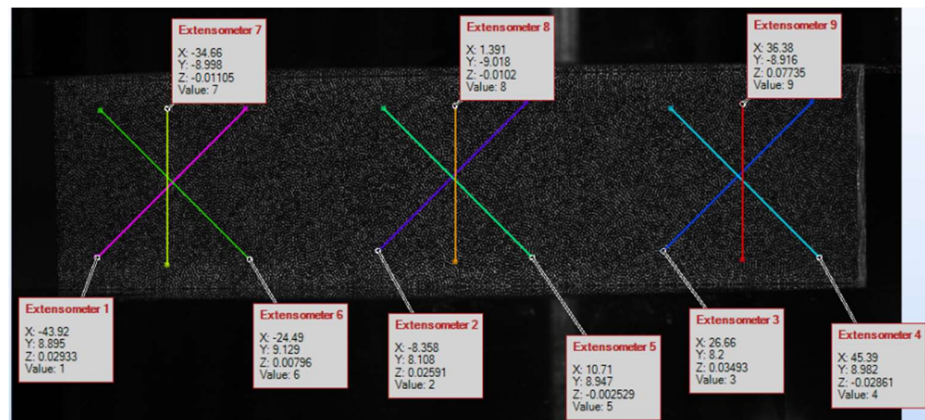 Extensometer 7
X: -34.66
Y: -8.998
Z: -0.01105
Value: 7
Extensometer 8
X: 1.391
Y: -9.018
Z: -0.0102
Value: 8
Extensometer 9
X: 36.38
Y: -8.916
Z: 0.07735
Value: 9
Extensometer 1
X: -43.92
Y: 8.895
Z: 0.02933
Value: 1
Extensometer 6
X: -24.49
Y: 9.129
Z: 0.00796
Value: 6
Extensometer 2
X: -8.358
Y: 8.108
Z: 0.02591
Value: 2
Extensometer 5
X: 10.71
Y: 8.947
Z: -0.002529
Value: 5
Extensometer 3
X: 26.66
Y: 8.2
Z: 0.03493
Value: 3
Extensometer 4
X: 45.39
Y: 8.982
Z: -0.02861
Value: 4